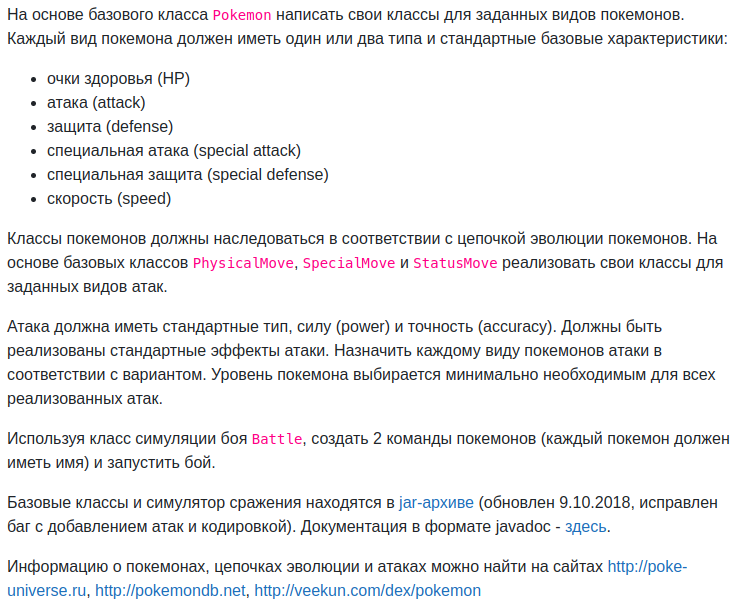 На основе базового класса Pokemon написать свои классы для заданных видов покемонов.
Каждый вид покемона должен иметь один или два типа и стандартные базовые характеристики:
• очки здоровья (HP)
• атака (attack)
• защита (defense)
• специальная атака (special attack)
• специальная защита (special defense)
• скорость (speed)
Классы покемонов должны наследоваться в соответствии с цепочкой эволюции покемонов. На
основе базовых классов PhysicalMove, SpecialMove и StatusMove реализовать свои классы для
заданных видов атак.
Атака должна иметь стандартные тип, силу (power) и точность (accuracy). Должны быть
реализованы стандартные эффекты атаки. Назначить каждому виду покемонов атаки в
соответствии с вариантом. Уровень покемона выбирается минимально необходимым для всех
реализованных атак.
Используя класс симуляции боя Battle, создать 2 команды покемонов (каждый покемон должен
иметь имя) и запустить бой.
Базовые классы и симулятор сражения находятся в jar-архиве (обновлен 9.10.2018, исправлен
баг с добавлением атак и кодировкой). Документация в формате javadoc - здесь.
Информацию о покемонах, цепочках эволюции и атаках можно найти на сайтах http://poke-
universe.ru, http://pokemondb.net, http://veekun.com/dex/pokemon